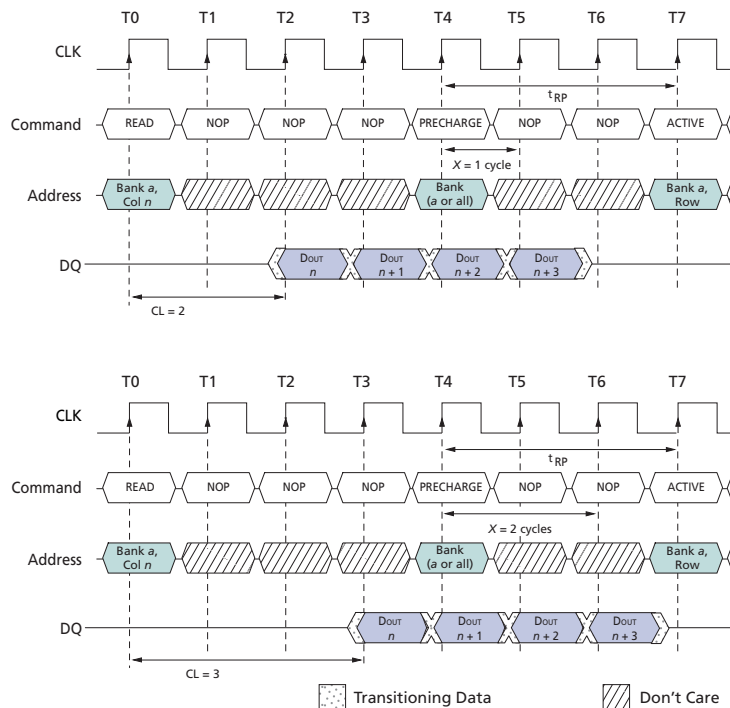 T0 T1 T2 T3 T4 T5 T6 T7
CLK
tRP
Command READ NOP NOP NOP PRECHARGE NOP NOP ACTIVE
X = 1 cycle
Address Bank a, Col n Bank (a or all) Bank a, Row
DQ DOUT n DOUT n + 1 DOUT n + 2 DOUT n + 3
CL = 2
T0 T1 T2 T3 T4 T5 T6 T7
CLK
tRP
Command READ NOP NOP NOP PRECHARGE NOP NOP ACTIVE
X = 2 cycles
Address Bank a, Col n Bank (a or all) Bank a, Row
DQ DOUT n DOUT n + 1 DOUT n + 2 DOUT n + 3
CL = 3
Transitioning Data Don't Care